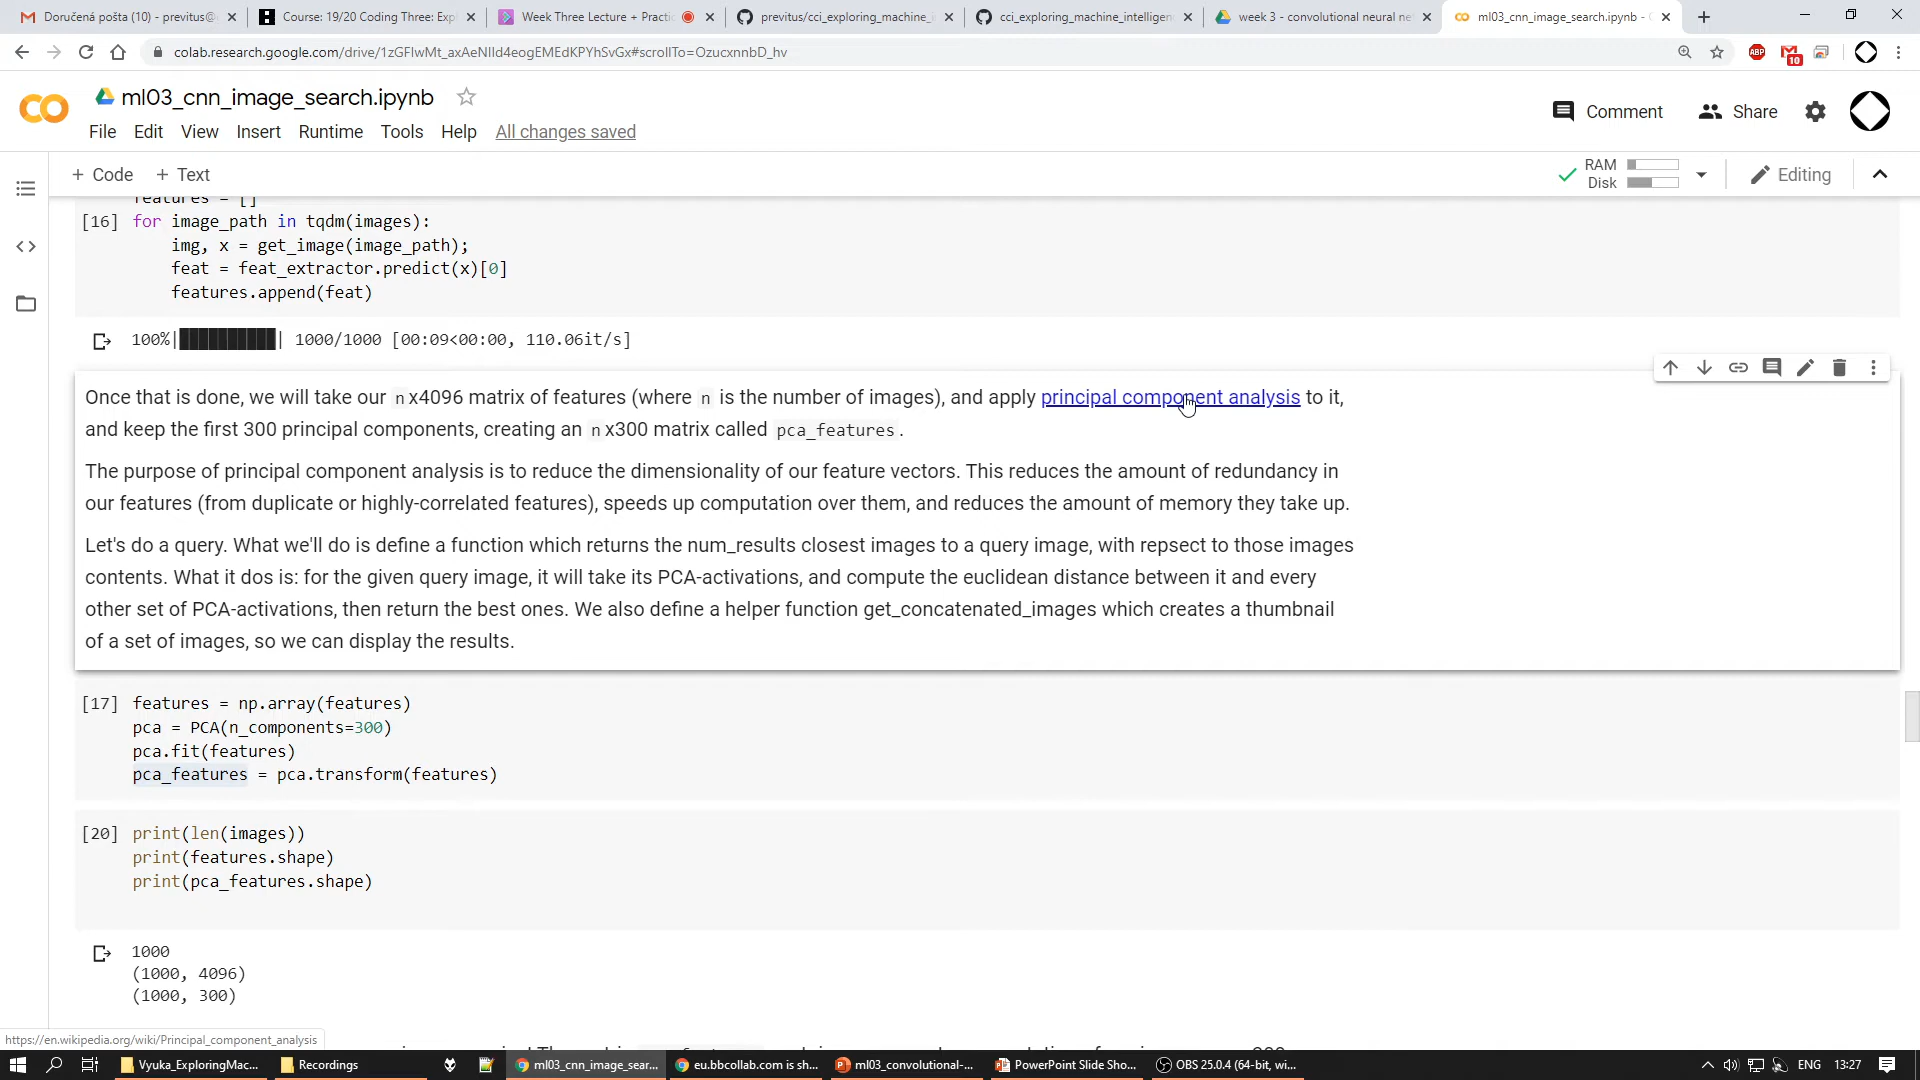 Doručená pošta (10) - previtus@
Course: 19/20 Coding Three: Exp
Week Three Lecture + Practi
previtus/cci_exploring_machine_i
cci_exploring_machine_intelligen
week 3 - convolutional neural ne
ml03_cnn_image_search.ipynb -
colab.research.google.com/drive/1zGFIwMt_axAeNIId4eogEMEdKPYhSvGx#scrollTo=OzucxnnbD_hv
ABP
10
ml03_cnn_image_search.ipynb
Comment
Share
File Edit View Insert Runtime Tools Help All changes saved
+ Code + Text
RAM
Disk
Editing
features = []
[16] for image_path in tqdm(images):
img, x = get_image(image_path);
feat = feat_extractor.predict(x)[0]
features.append(feat)
100%|██████████| 1000/1000 [00:09<00:00, 110.06it/s]
Once that is done, we will take our n x4096 matrix of features (where n is the number of images), and apply principal component analysis to it,
and keep the first 300 principal components, creating an n x300 matrix called pca_features.
The purpose of principal component analysis is to reduce the dimensionality of our feature vectors. This reduces the amount of redundancy in
our features (from duplicate or highly-correlated features), speeds up computation over them, and reduces the amount of memory they take up.
Let's do a query. What we'll do is define a function which returns the num_results closest images to a query image, with repsect to those images
contents. What it dos is: for the given query image, it will take its PCA-activations, and compute the euclidean distance between it and every
other set of PCA-activations, then return the best ones. We also define a helper function get_concatenated_images which creates a thumbnail
of a set of images, so we can display the results.
[17] features = np.array(features)
pca = PCA(n_components=300)
pca.fit(features)
pca_features = pca.transform(features)
[20] print(len(images))
print(features.shape)
print(pca_features.shape)
1000
(1000, 4096)
(1000, 300)
https://en.wikipedia.org/wiki/Principal_component_analysis
Vyuka_ExploringMac...
Recordings
ml03_cnn_image_sear...
eu.bbcollab.com is sh...
ml03_convolutional-...
PowerPoint Slide Sho...
OBS 25.0.4 (64-bit, wi...
ENG
13:27